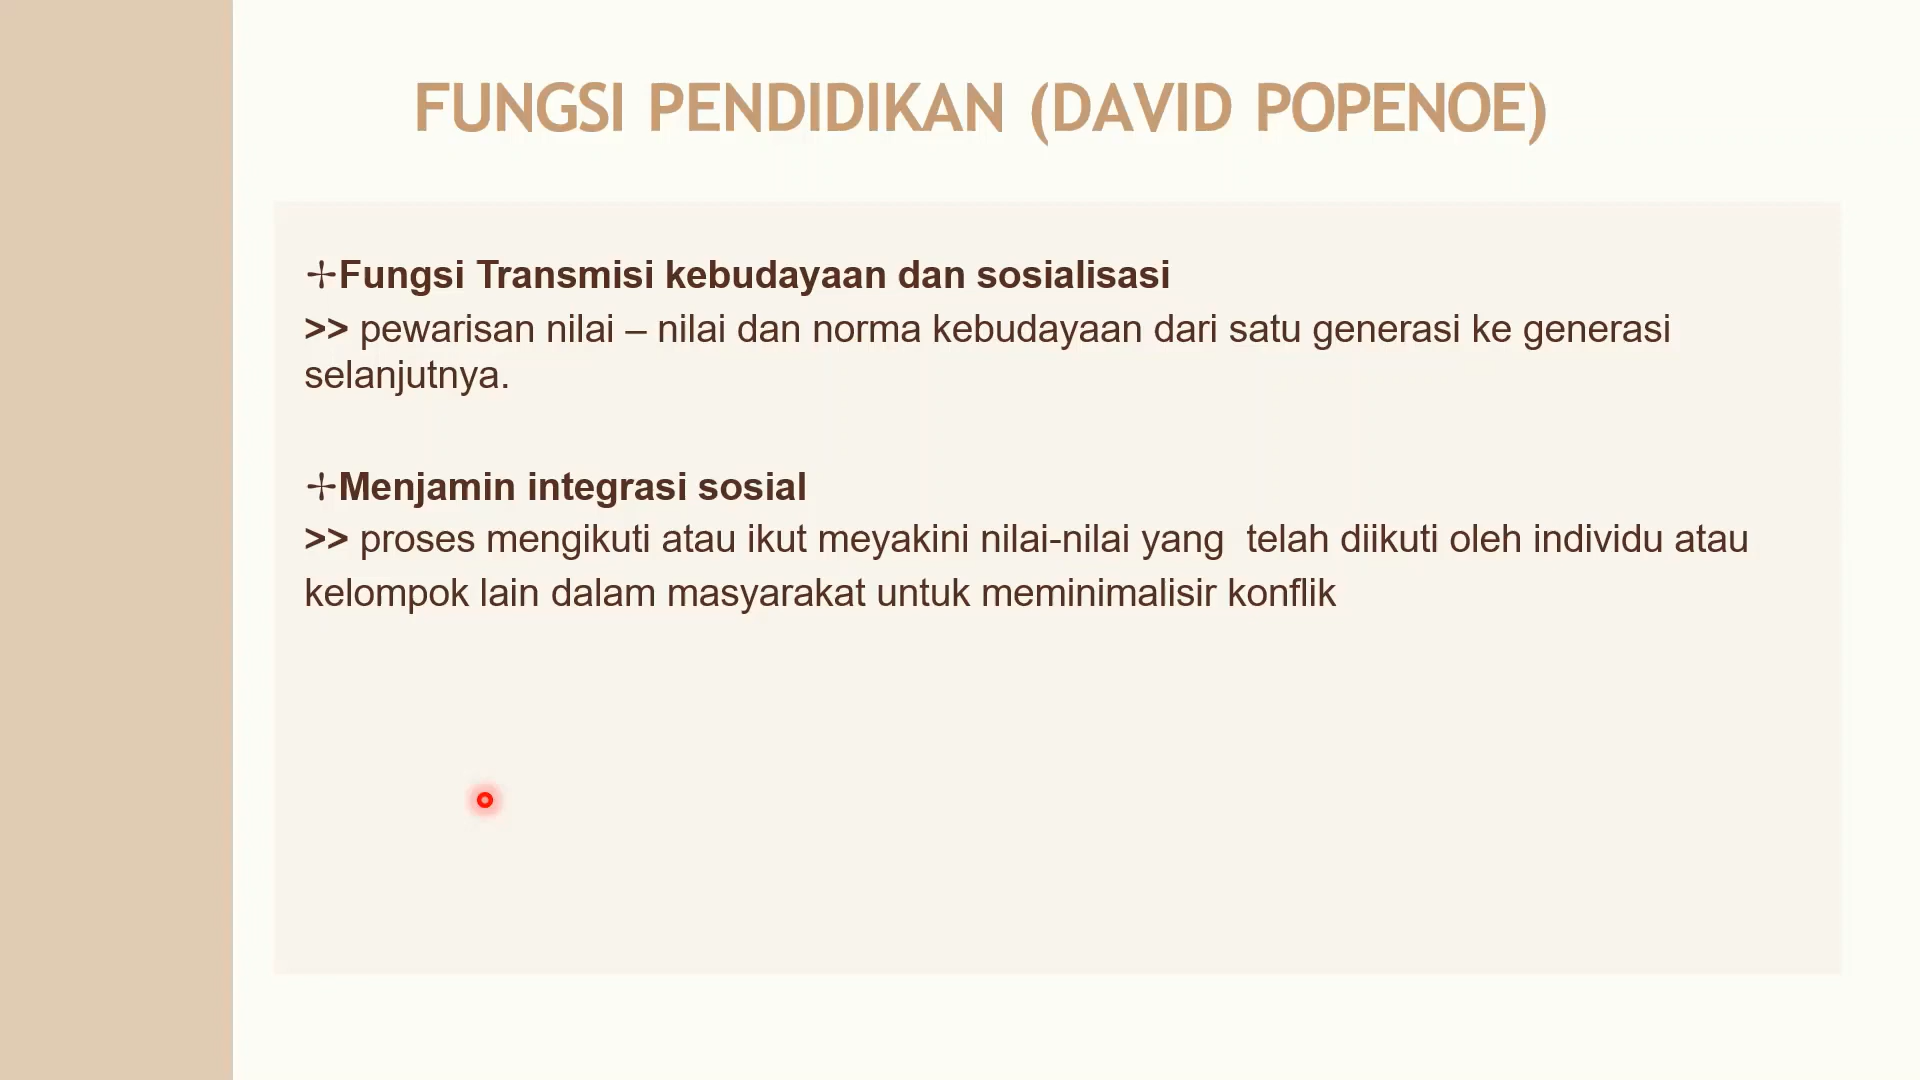 FUNGSI PENDIDIKAN (DAVID POPENOE)
✢Fungsi Transmisi kebudayaan dan sosialisasi
>> pewarisan nilai – nilai dan norma kebudayaan dari satu generasi ke generasi
selanjutnya.
✢Menjamin integrasi sosial
>> proses mengikuti atau ikut meyakini nilai-nilai yang  telah diikuti oleh individu atau
kelompok lain dalam masyarakat untuk meminimalisir konflik